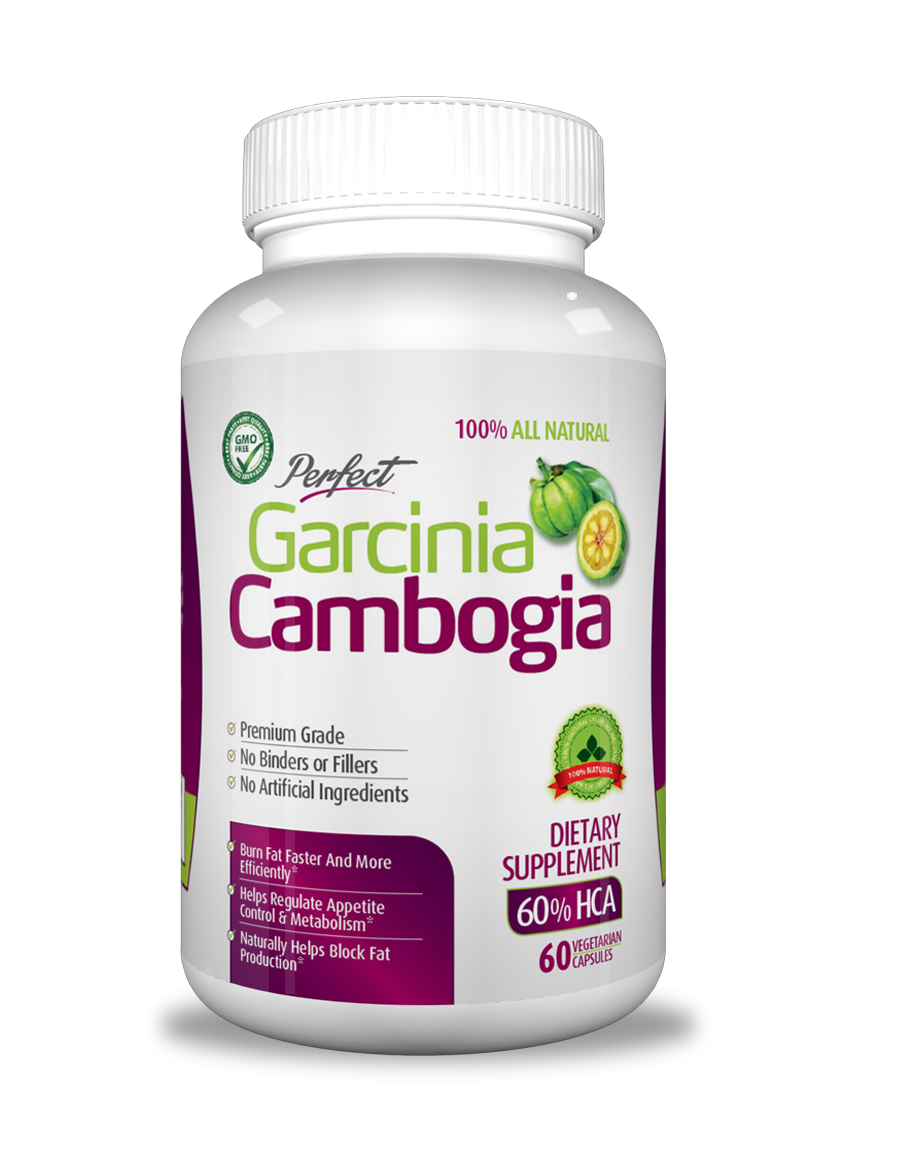 100% ALL NATURAL
GMO
FREE
Perfect
Garcinia
Cambogia
Premium Grade
No Binders or Fillers
No Artificial Ingredients
100% NATURAL
Burn Fat Faster And More
Efficiently*
Helps Regulate Appetite
Control & Metabolism*
Naturally Helps Block Fat
Production*
DIETARY
SUPPLEMENT
60% HCA
60 VEGETARIAN
CAPSULES